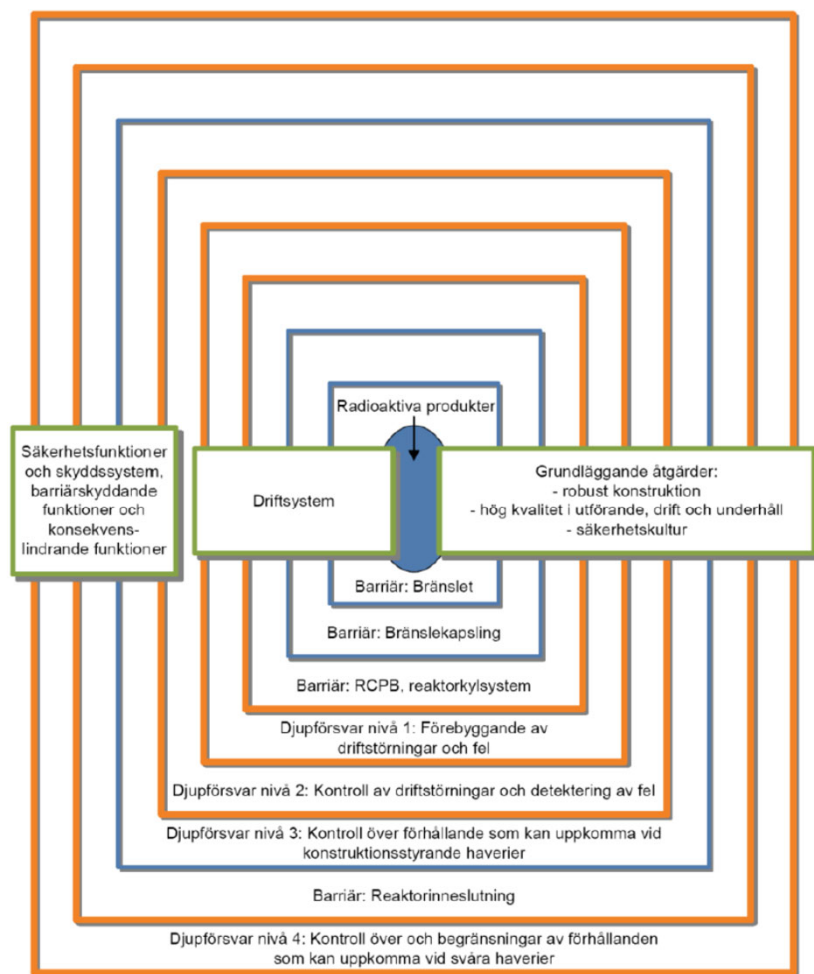 Radioaktiva produkter
Säkerhetsfunktioner
och skyddssystem,
barriärskyddande
funktioner och
konsekvens-
lindrande funktioner
Driftsystem
Grundläggande åtgärder:
- robust konstruktion
- hög kvalitet i utförande, drift och underhåll
- säkerhetskultur
Barriär: Bränslet
Barriär: Bränslekapsling
Barriär: RCPB, reaktorkylsystem
Djupförsvar nivå 1: Förebyggande av
driftstörningar och fel
Djupförsvar nivå 2: Kontroll av driftstörningar och detektering av fel
Djupförsvar nivå 3: Kontroll över förhållande som kan uppkomma vid
konstruktionsstyrande haverier
Barriär: Reaktorinneslutning
Djupförsvar nivå 4: Kontroll över och begränsningar av förhållanden
som kan uppkomma vid svåra haverier